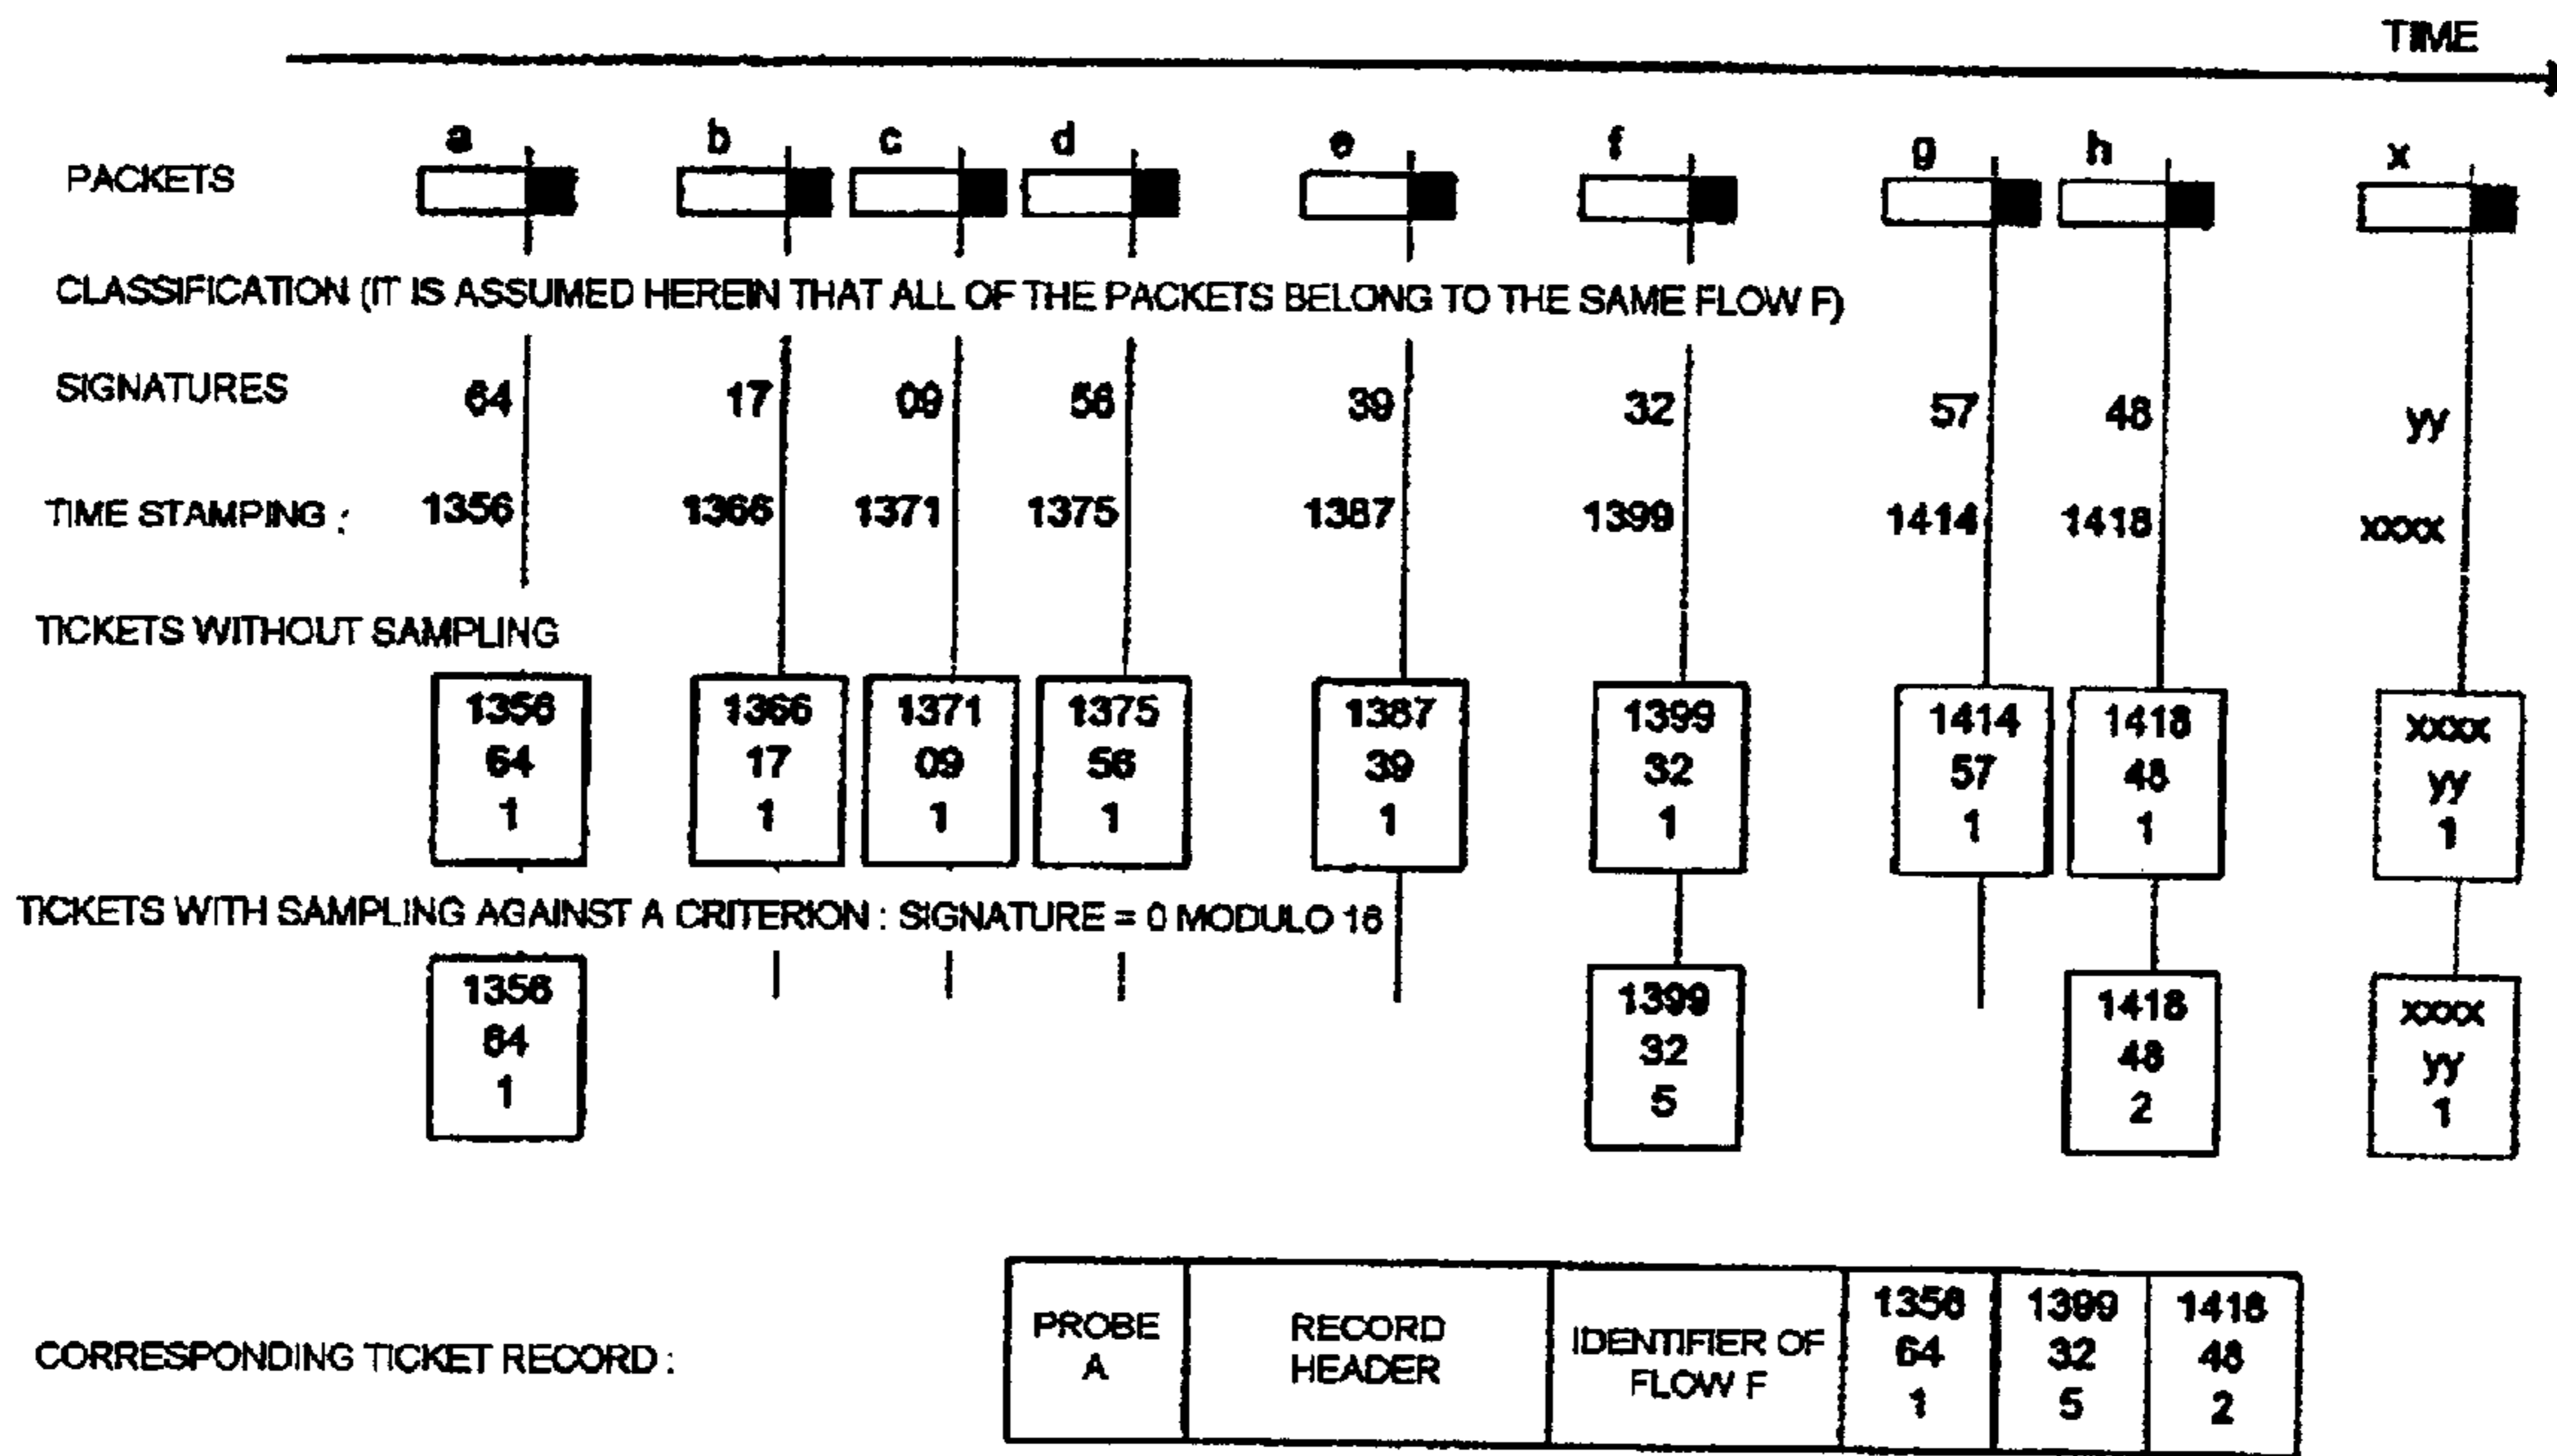 TIME
a b c d e f g h x
PACKETS
CLASSIFICATION (IT IS ASSUMED HEREIN THAT ALL OF THE PACKETS BELONG TO THE SAME FLOW F)
SIGNATURES 64 17 09 56 39 32 57 48 yy
TIME STAMPING : 1356 1366 1371 1375 1387 1399 1414 1418 xxxx
TICKETS WITHOUT SAMPLING
1356 1366 1371 1375 1387 1399 1414 1418 xxxx
64 17 09 56 39 32 57 48 yy
1 1 1 1 1 1 1 1 1
TICKETS WITH SAMPLING AGAINST A CRITERION : SIGNATURE = 0 MODULO 16
1356 1399 1418 xxxx
64 32 48 yy
1 5 2 1
CORRESPONDING TICKET RECORD :
PROBE
A
RECORD
HEADER
IDENTIFIER OF
FLOW F
1356 1399 1418
64 32 48
1 5 2